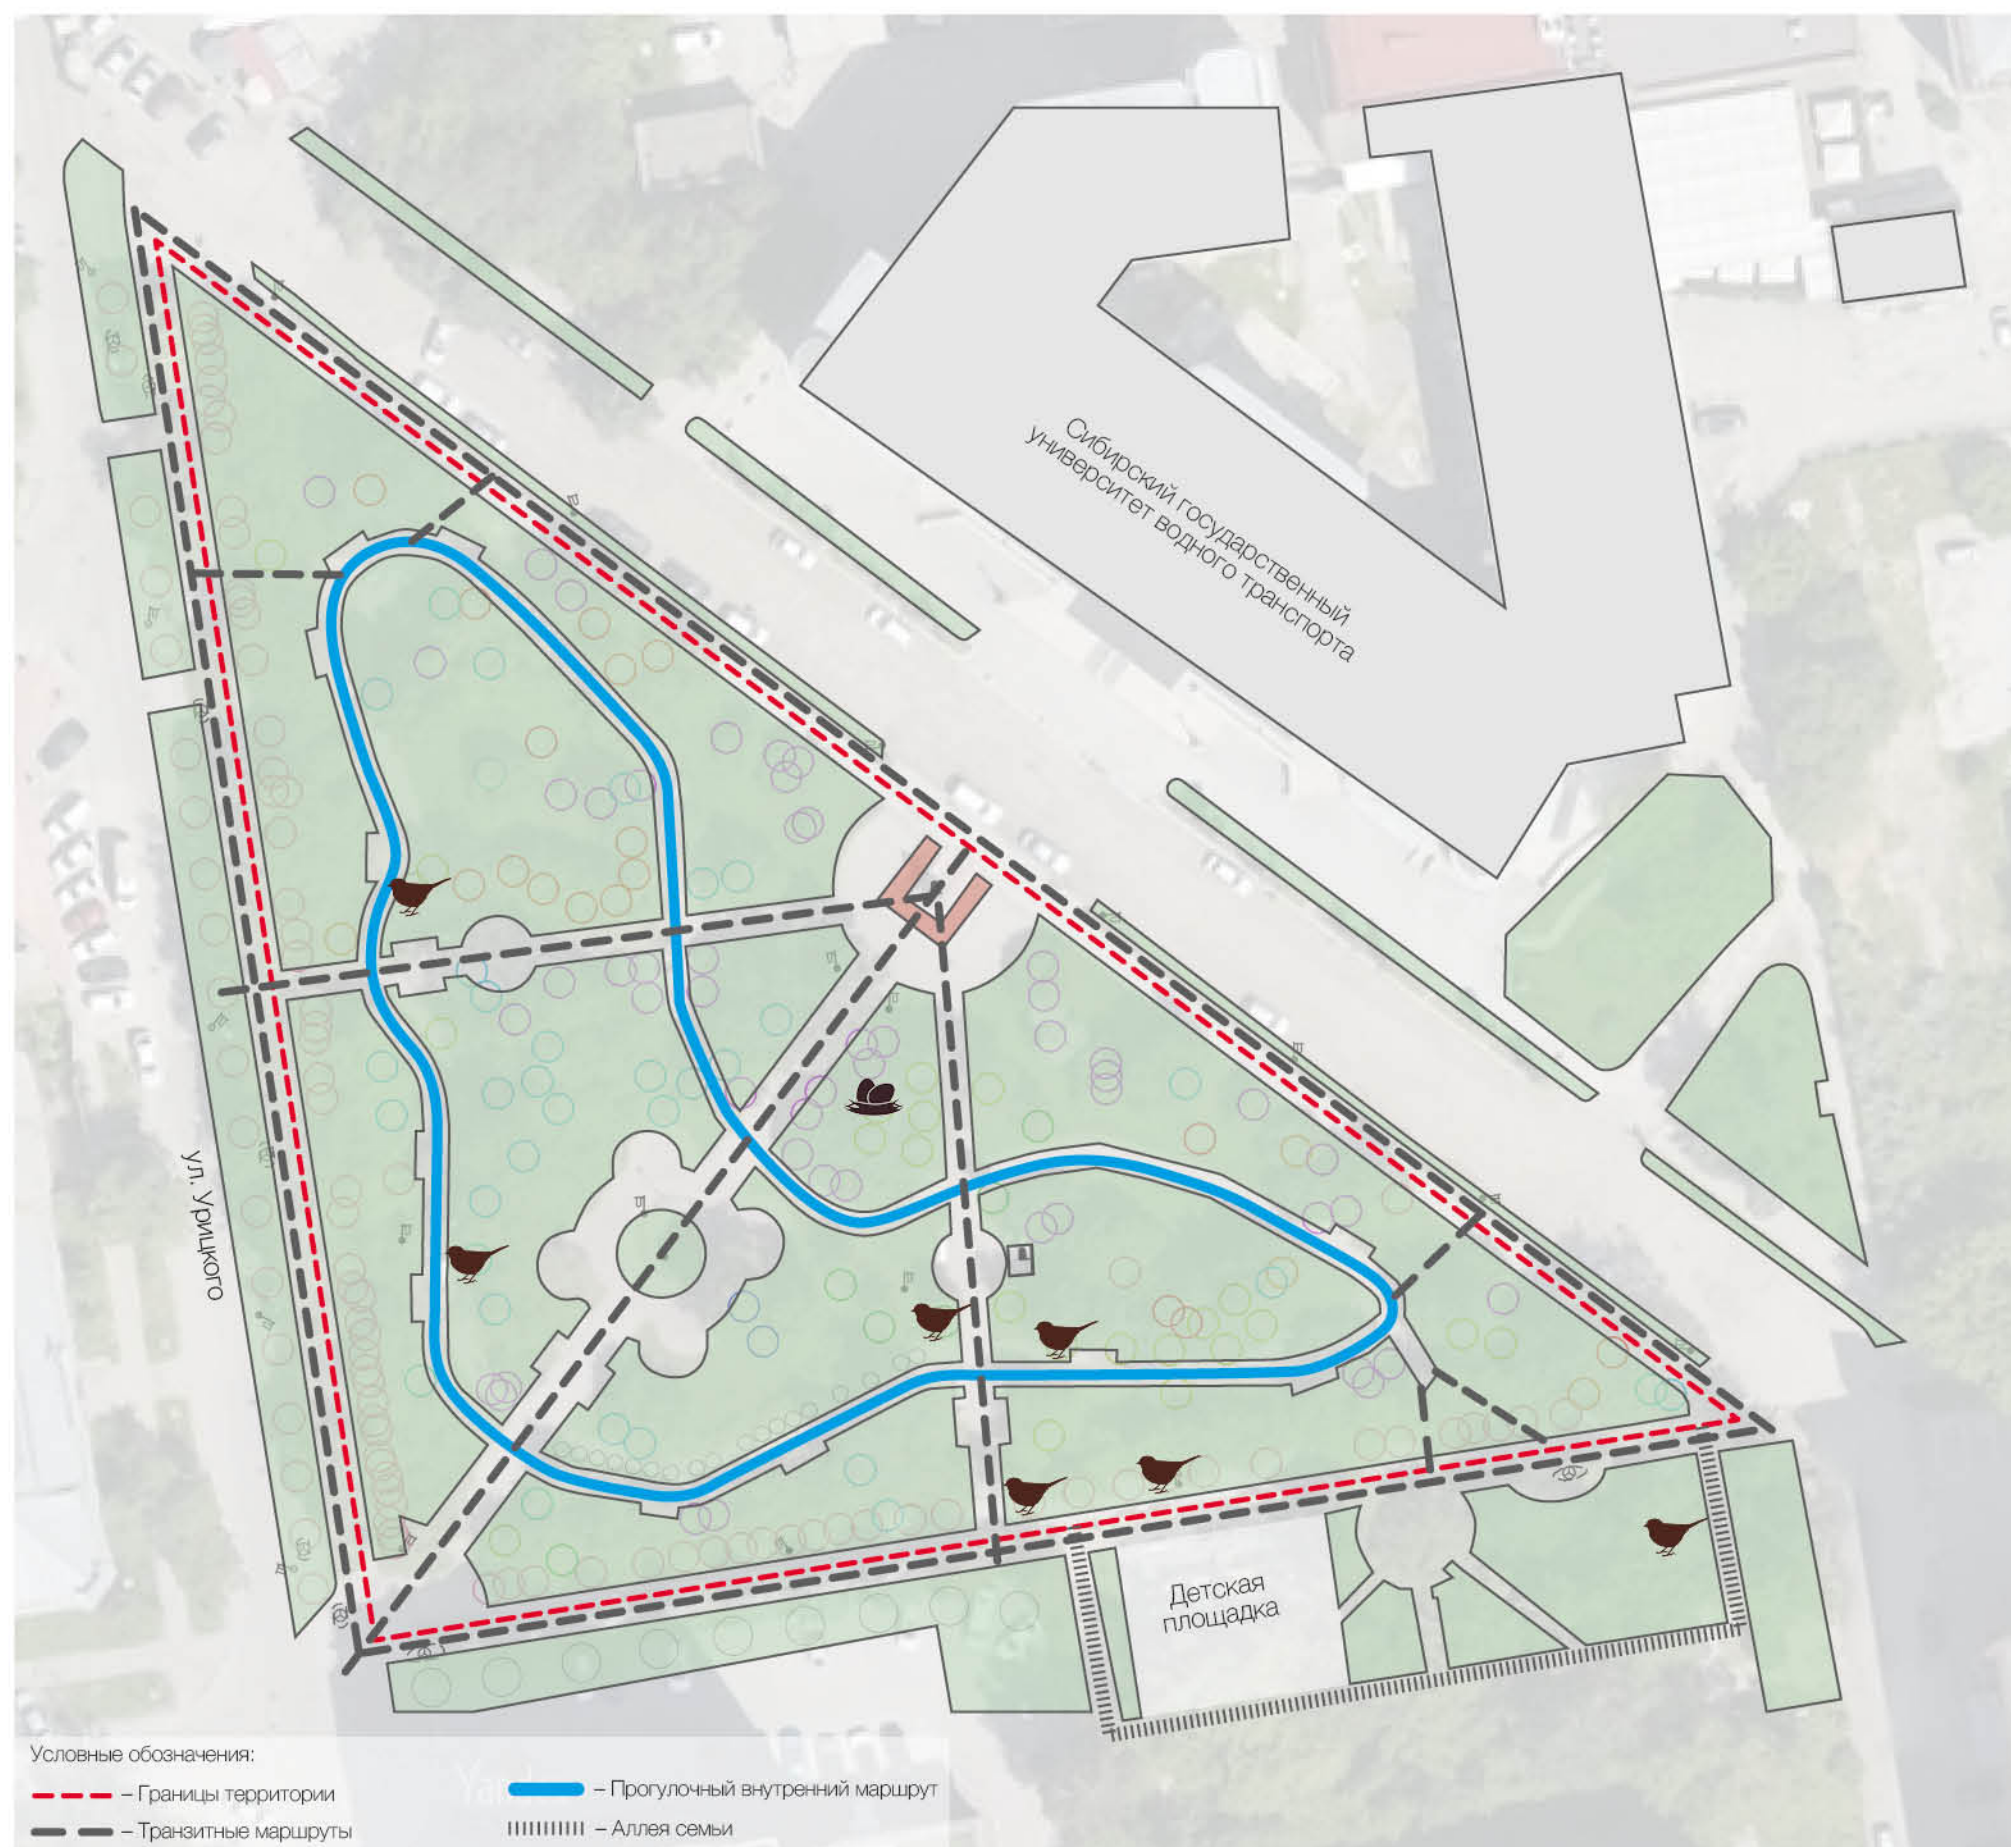 Сибирский государственный
университет водного транспорта
ул. Урицкого
Детская
площадка
Условные обозначения:
– Границы территории
– Прогулочный внутренний маршрут
– Транзитные маршруты
– Аллея семьи